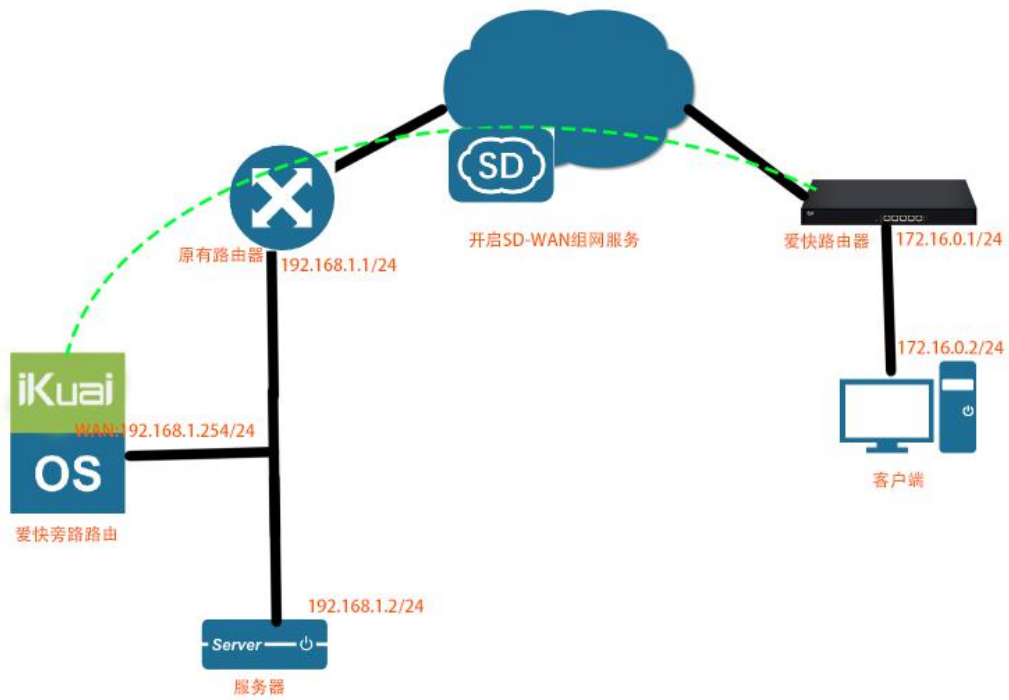 SD
开启SD-WAN组网服务
原有路由器
192.168.1.1/24
爱快路由器
172.16.0.1/24
iKuai
OS
WAN:192.168.1.254/24
爱快旁路路由
172.16.0.2/24
客户端
192.168.1.2/24
Server
服务器